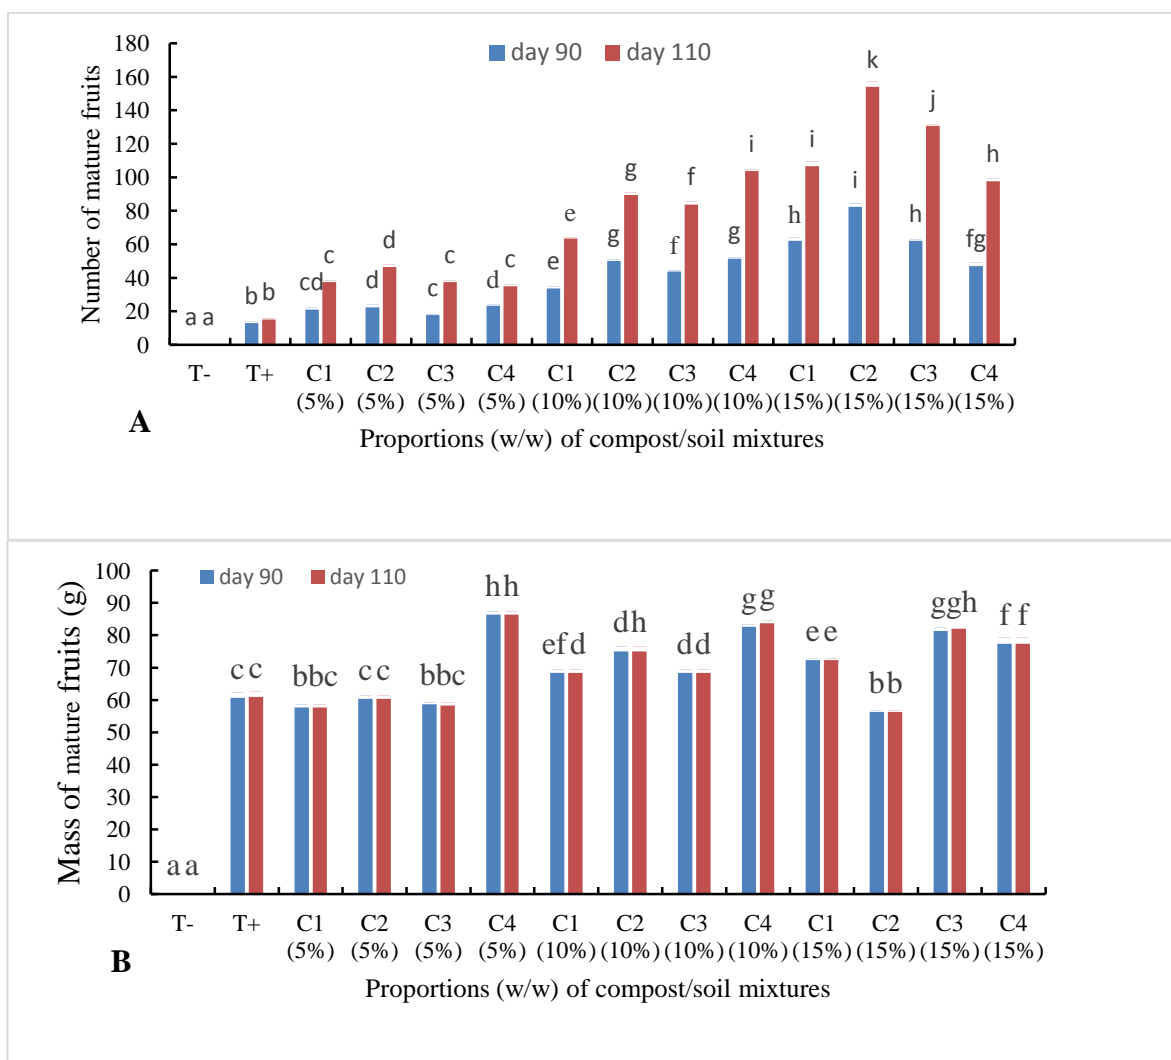 day 90 day 110
Number of mature fruits
180
160
140
120
100
80
60
40
20
0
a a b b cd c d d c c d c e e g g f f g i h i i k h j fg h
T- T+ C1 C2 C3 C4 C1 C2 C3 C4 C1 C2 C3 C4
(5%) (5%) (5%) (5%) (10%) (10%) (10%) (10%) (15%) (15%) (15%) (15%)
A
Proportions (w/w) of compost/soil mixtures
day 90 day 110
Mass of mature fruits (g)
100
90
80
70
60
50
40
30
20
10
0
a a c c bbc c c bbc hh ef d dh dd g g e e bb ggh f f
T- T+ C1 C2 C3 C4 C1 C2 C3 C4 C1 C2 C3 C4
(5%) (5%) (5%) (5%) (10%) (10%) (10%) (10%) (15%) (15%) (15%) (15%)
B
Proportions (w/w) of compost/soil mixtures